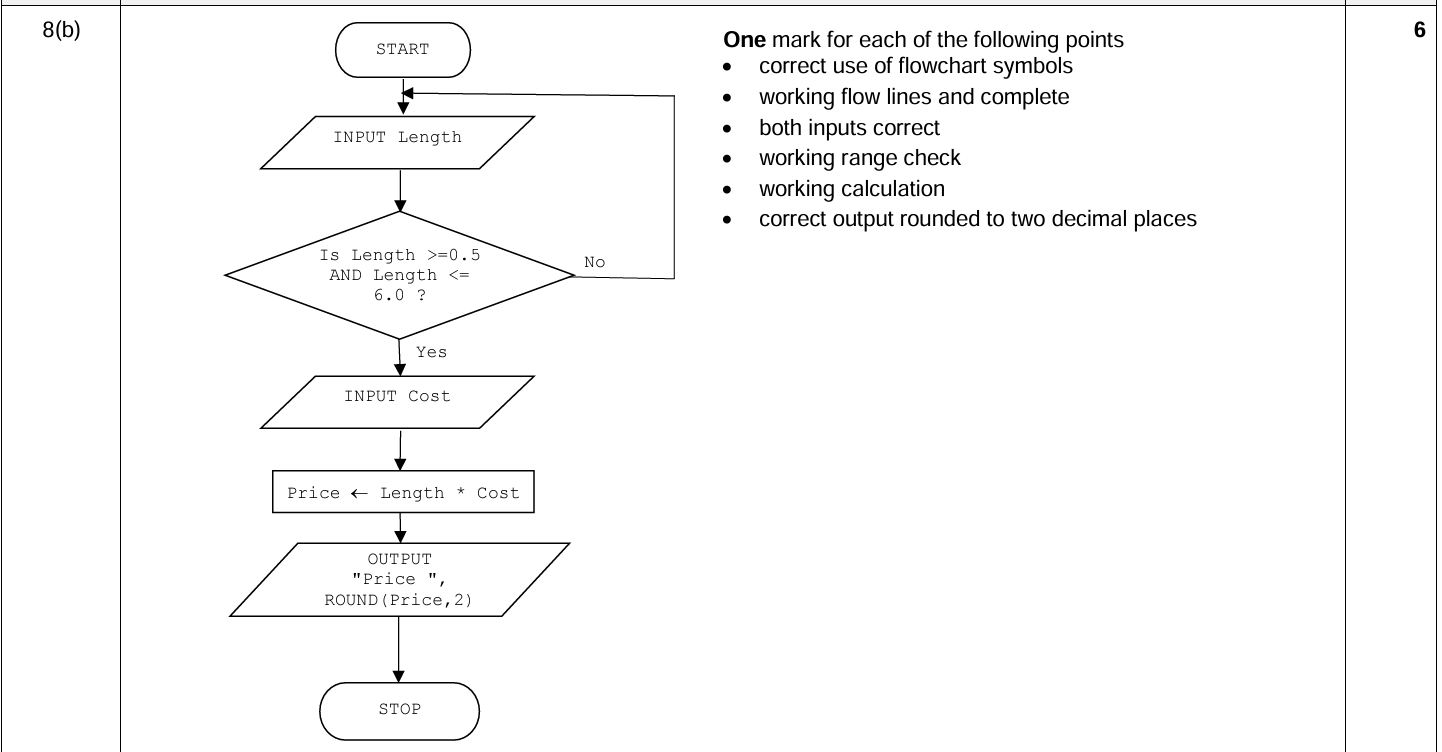 8(b)
START
INPUT Length
Is Length >=0.5
AND Length <=
6.0 ?
No
Yes
INPUT Cost
Price ← Length * Cost
OUTPUT
"Price ",
ROUND(Price,2)
STOP
One mark for each of the following points
• correct use of flowchart symbols
• working flow lines and complete
• both inputs correct
• working range check
• working calculation
• correct output rounded to two decimal places
6